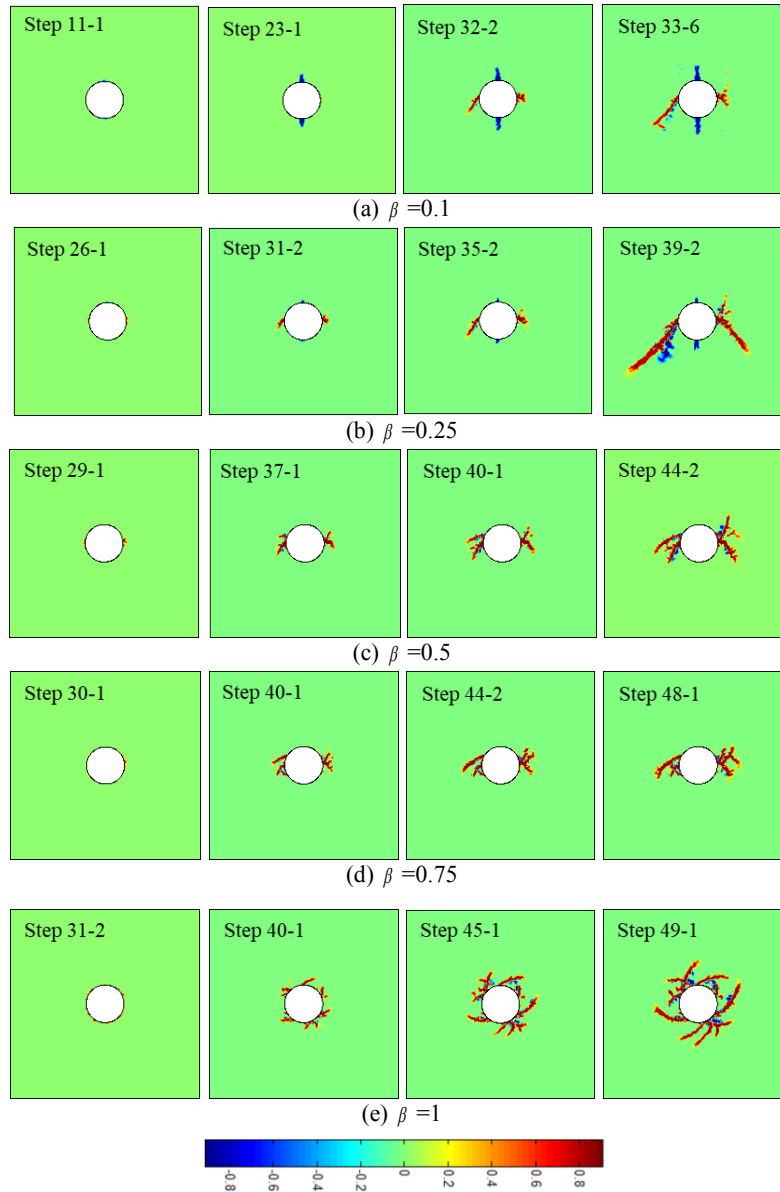 Step 11-1 Step 23-1 Step 32-2 Step 33-6
(a) β =0.1
Step 26-1 Step 31-2 Step 35-2 Step 39-2
(b) β =0.25
Step 29-1 Step 37-1 Step 40-1 Step 44-2
(c) β =0.5
Step 30-1 Step 40-1 Step 44-2 Step 48-1
(d) β =0.75
Step 31-2 Step 40-1 Step 45-1 Step 49-1
(e) β =1
-0.8 -0.6 -0.4 -0.2 0 0.2 0.4 0.6 0.8